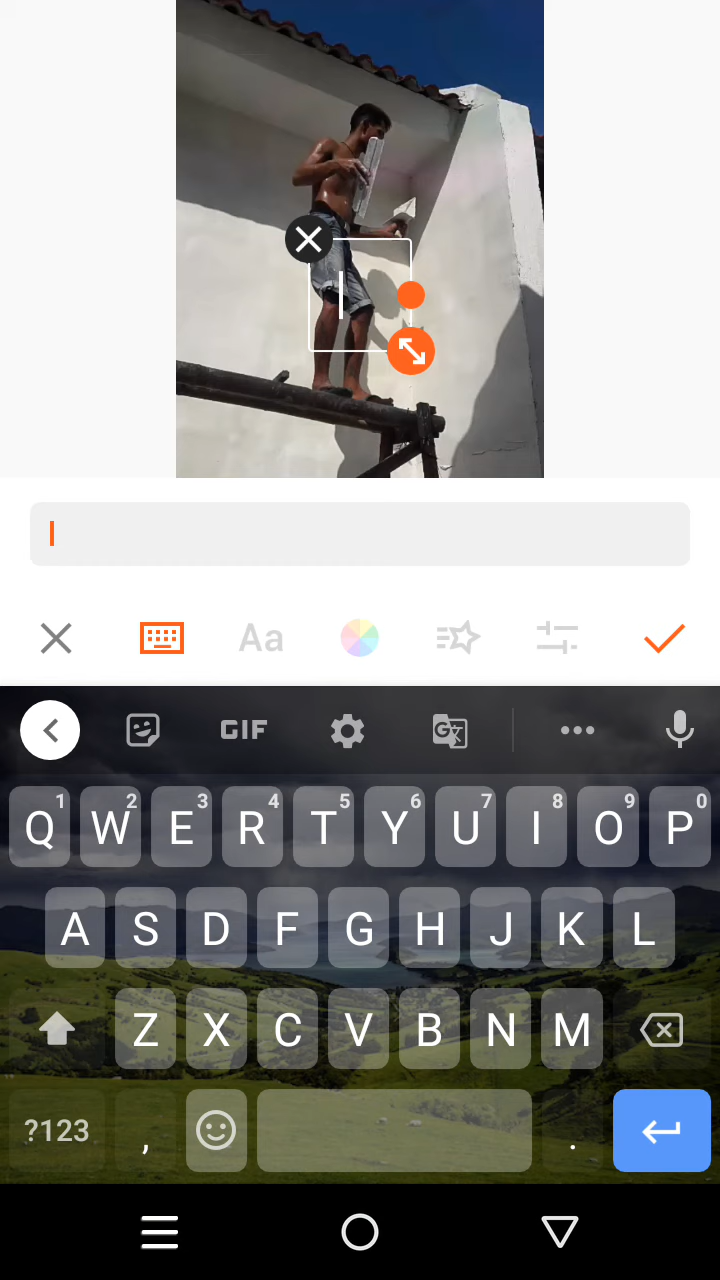 Aa
GIF
G
Q 1 W 2 E 3 R 4 T 5 Y 6 U 7 I 8 O 9 P 0
A S D F G H J K L
Z X C V B N M
?123 , .